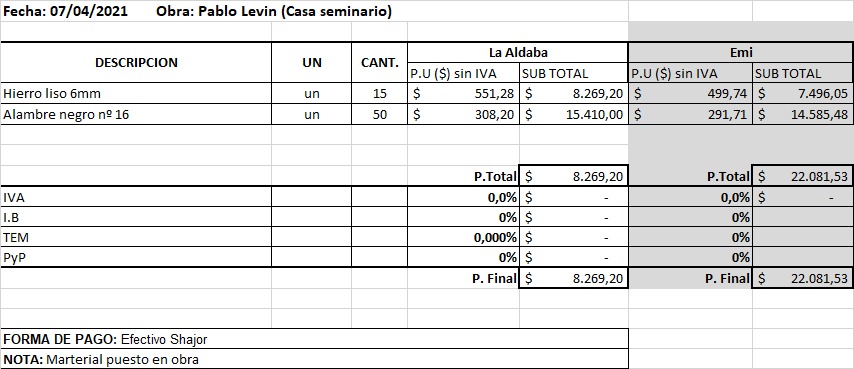 Fecha: 07/04/2021 Obra: Pablo Levin (Casa seminario)
DESCRIPCION UN CANT. La Aldaba Emi
P.U ($) sin IVA SUB TOTAL P.U ($) sin IVA SUB TOTAL
Hierro liso 6mm un 15 $ 551,28 $ 8.269,20 $ 499,74 $ 7.496,05
Alambre negro nº 16 un 50 $ 308,20 $ 15.410,00 $ 291,71 $ 14.585,48
P.Total $ 8.269,20 P.Total $ 22.081,53
IVA 0,0% $ - 0,0% $ -
I.B 0% $ - 0%
TEM 0,000% $ - 0%
PyP 0% $ - 0%
P. Final $ 8.269,20 P. Final $ 22.081,53
FORMA DE PAGO: Efectivo Shajor
NOTA: Marterial puesto en obra